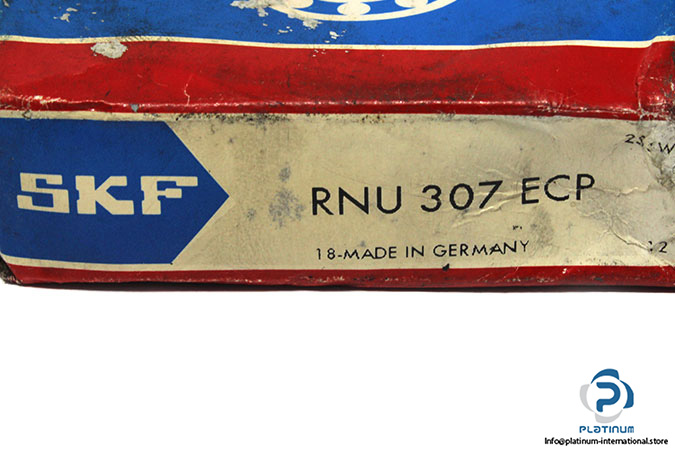 SKF
RNU 307 ECP
18-MADE IN GERMANY
PLATINUM
Info@platinum-international.store